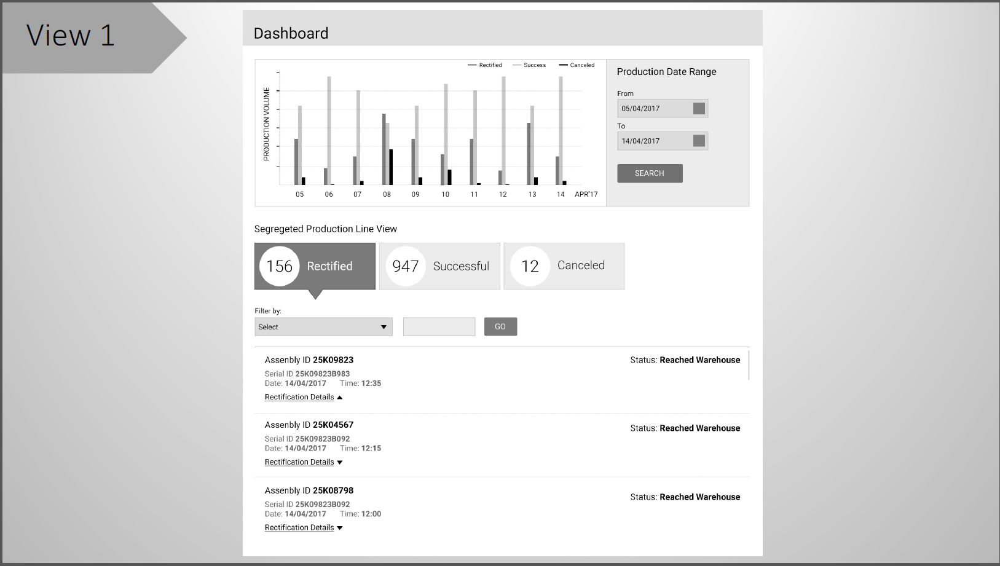 View 1
Dashboard
Rectified Success Canceled
PRODUCTION VOLUME
05 06 07 08 09 10 11 12 13 14 APR'17
Production Date Range
From
05/04/2017
To
14/04/2017
SEARCH
Segregeted Production Line View
156 Rectified
947 Successful
12 Canceled
Filter by:
Select
GO
Assenbly ID 25K09823
Status: Reached Warehouse
Serial ID 25K09823B983
Date: 14/04/2017 Time: 12:35
Rectification Details
Assenbly ID 25K04567
Status: Reached Warehouse
Serial ID 25K09823B092
Date: 14/04/2017 Time: 12:15
Rectification Details
Assenbly ID 25K08798
Status: Reached Warehouse
Serial ID 25K09823B092
Date: 14/04/2017 Time: 12:00
Rectification Details